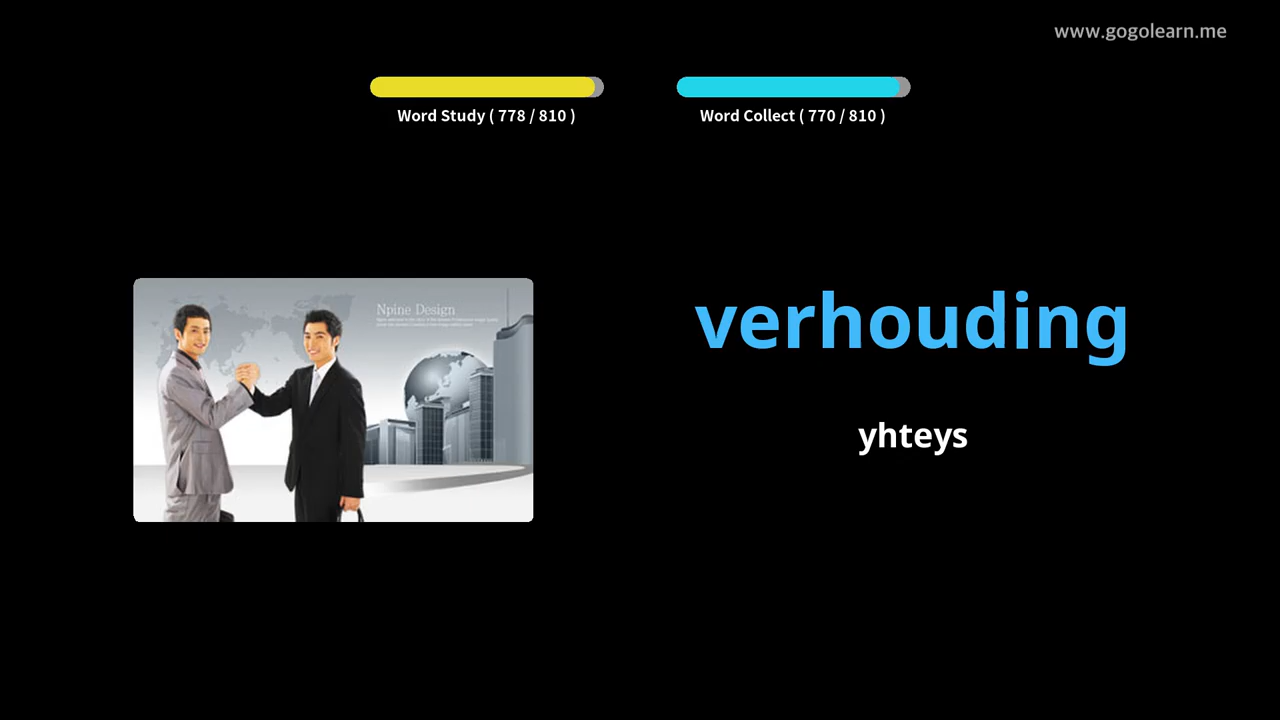 www.gogolearn.me
Word Study ( 778 / 810 )
Word Collect ( 770 / 810 )
Npine Design
verhouding
yhteys